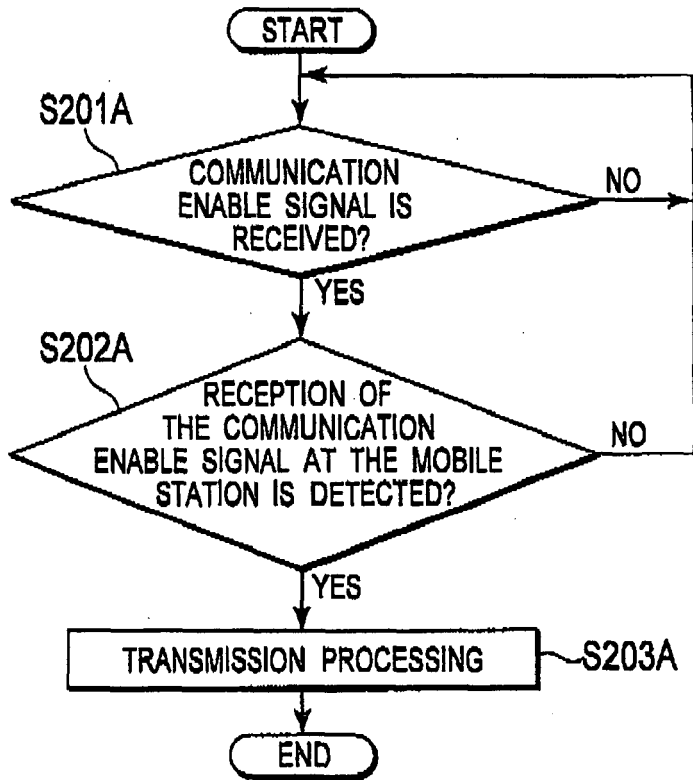 START
S201A
COMMUNICATION
ENABLE SIGNAL IS
RECEIVED?
NO
YES
S202A
RECEPTION OF
THE COMMUNICATION
ENABLE SIGNAL AT THE MOBILE
STATION IS DETECTED?
NO
YES
TRANSMISSION PROCESSING
S203A
END